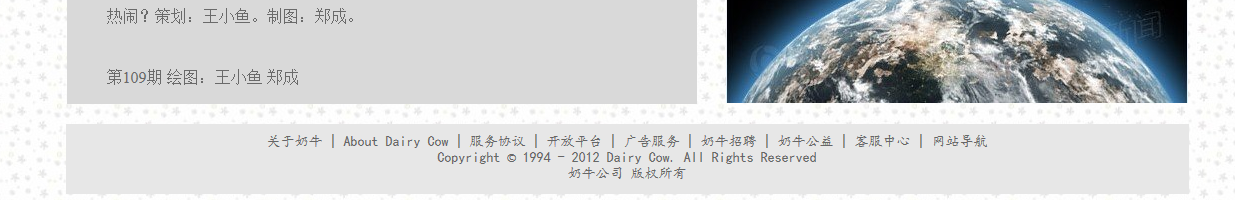 热闹？策划：王小鱼。制图：郑成。
第109期 绘图：王小鱼 郑成
新闻
关于奶牛 | About Dairy Cow | 服务协议 | 开放平台 | 广告服务 | 奶牛招聘 | 奶牛公益 | 客服中心 | 网站导航
Copyright © 1994 - 2012 Dairy Cow. All Rights Reserved
奶牛公司 版权所有